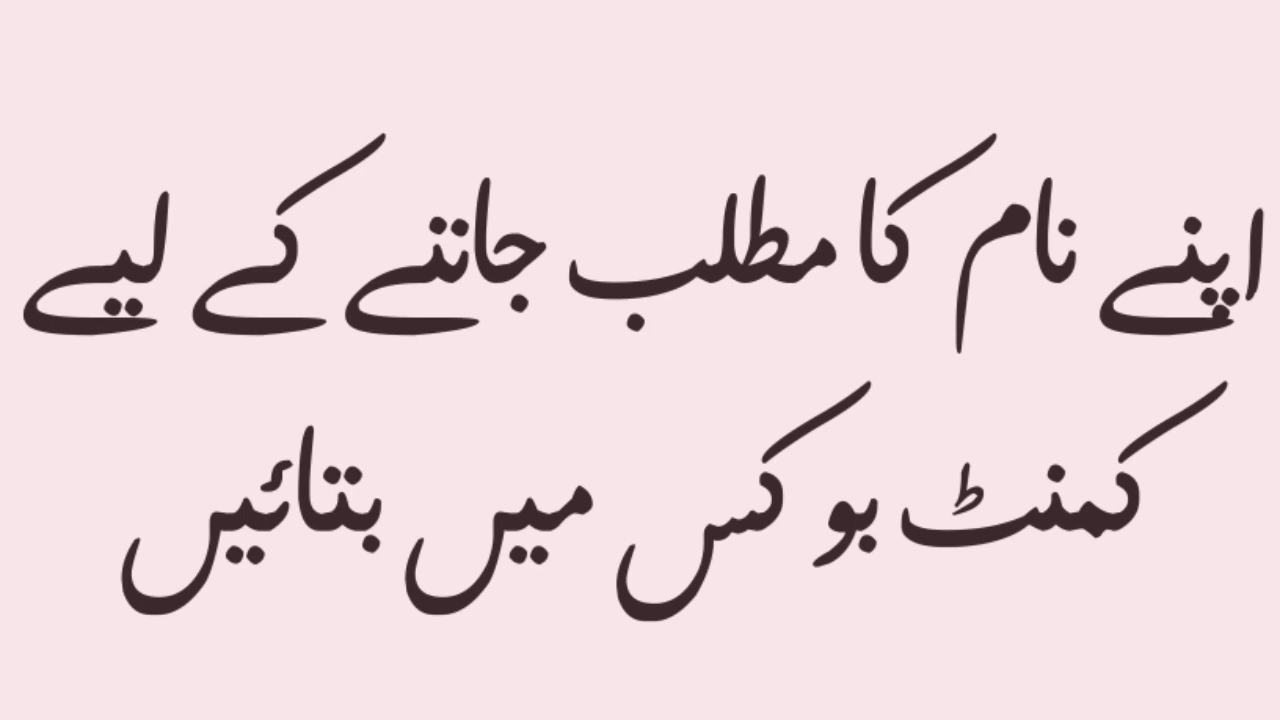 اپنے نام کا مطلب جاننے کے لیے
کمنٹ بوکس میں بتائیں